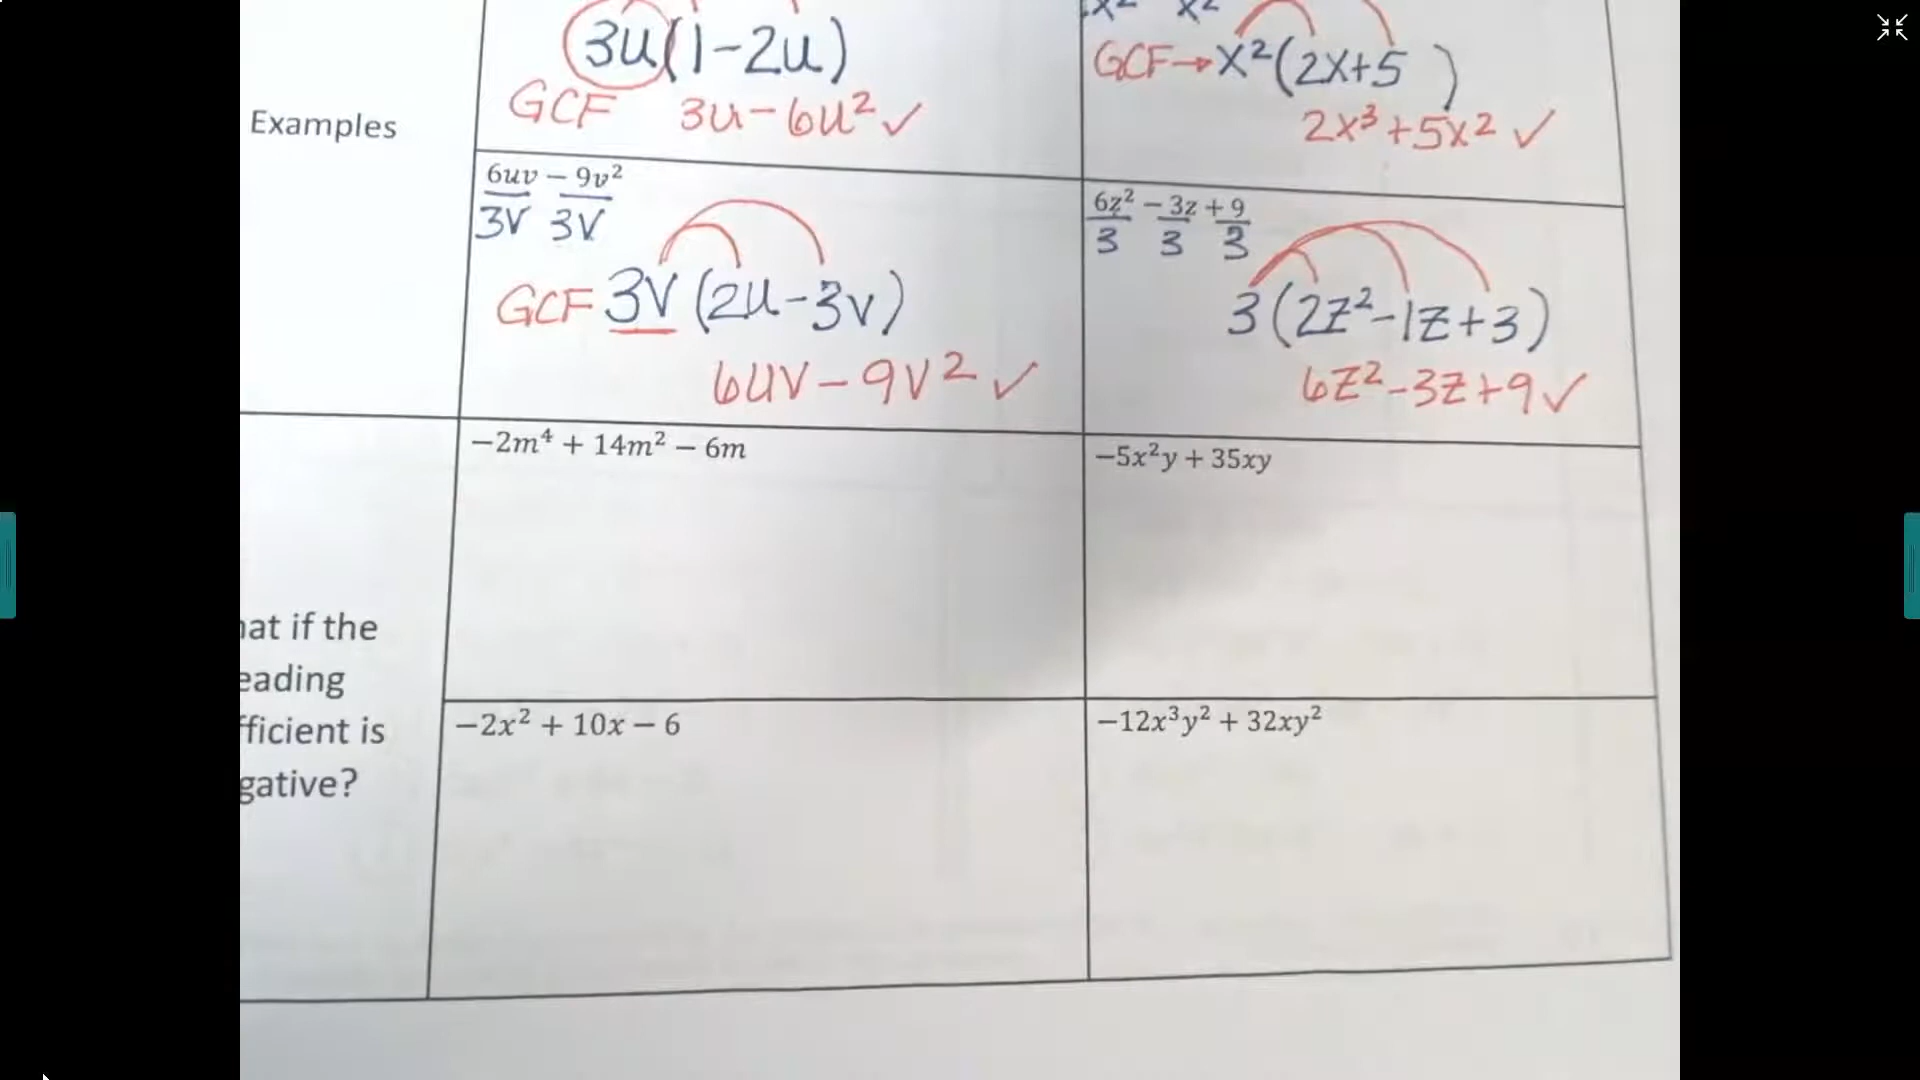 3u(1-2u)
GCF 3u-6u²✓
x² x²
GCF→x²(2x+5 )
2x³+5x²✓
Examples
6uv − 9v²
3v 3v
GCF 3v(2u-3v)
6uv-9v²✓
6z² − 3z + 9
3 3 3
3(2z²-1z+3)
6z²-3z+9✓
at if the
eading
fficient is
gative?
−2m⁴ + 14m² − 6m
−5x²y + 35xy
−2x² + 10x − 6
−12x³y² + 32xy²